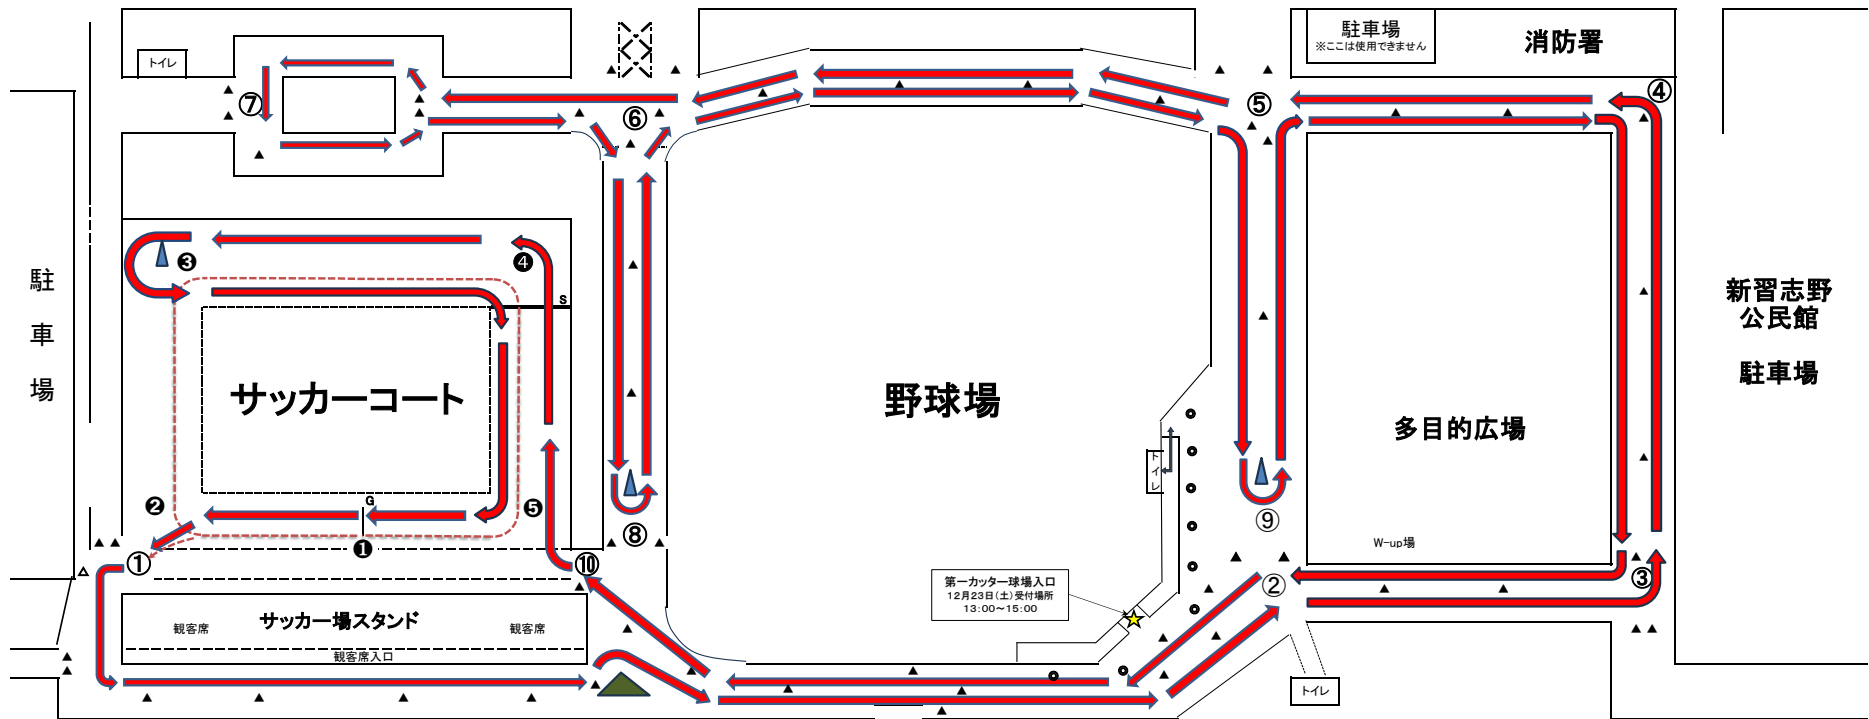 駐車場
※ここは使用できません
消防署
トイレ
⑦
⑥
⑤
④
❸
❹
S
駐車場
サッカーコート
野球場
多目的広場
新習志野
公民館
駐車場
トイレ
G
❷
❺
❶
⑧
⑨
W-up場
①
⑩
②
③
第一カッター球場入口
12月23日(土)受付場所
13:00~15:00
サッカー場スタンド
観客席
観客席
観客席入口
トイレ